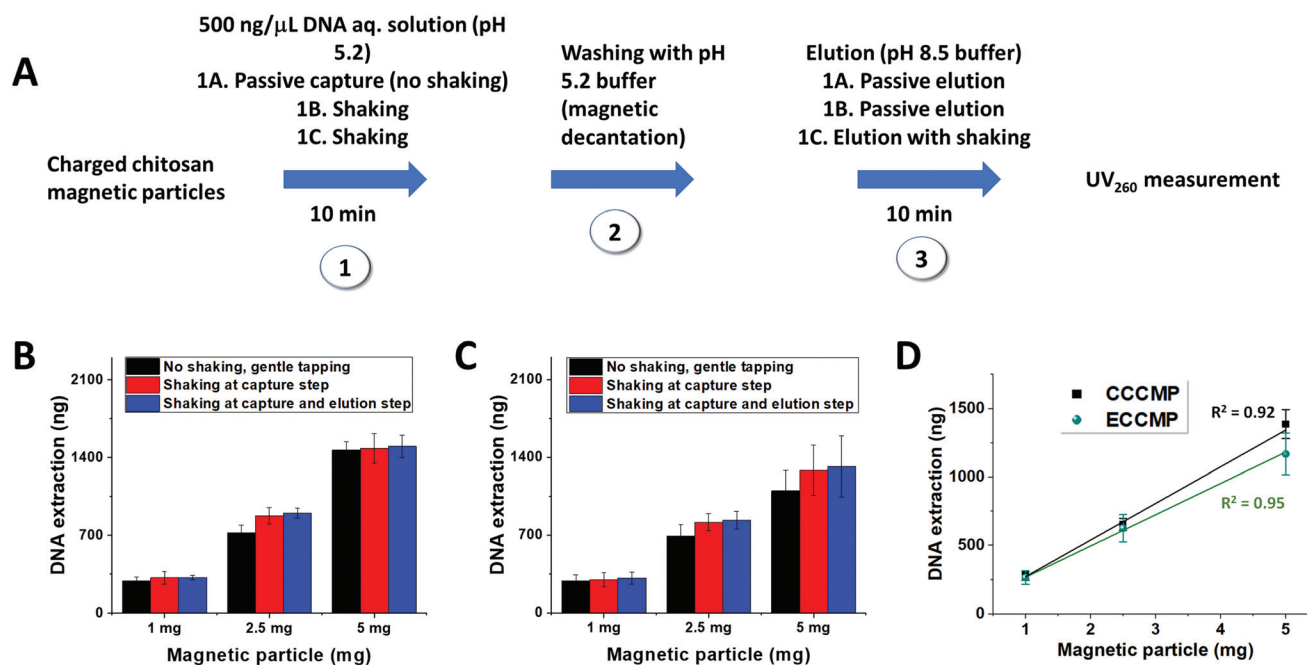 A
500 ng/μL DNA aq. solution (pH
5.2)
1A. Passive capture (no shaking)
1B. Shaking
1C. Shaking
Washing with pH
5.2 buffer
(magnetic
decantation)
Elution (pH 8.5 buffer)
1A. Passive elution
1B. Passive elution
1C. Elution with shaking
Charged chitosan
magnetic particles
UV260 measurement
10 min
10 min
1
2
3
B
No shaking, gentle tapping
Shaking at capture step
Shaking at capture and elution step
DNA extraction (ng)
2100
1400
700
0
1 mg
2.5 mg
5 mg
Magnetic particle (mg)
C
No shaking, gentle tapping
Shaking at capture step
Shaking at capture and elution step
DNA extraction (ng)
2100
1400
700
0
1 mg
2.5 mg
5 mg
Magnetic particle (mg)
D
CCCMP
ECCMP
R² = 0.92
R² = 0.95
DNA extraction (ng)
1500
1000
500
0
1
2
3
4
5
Magnetic particle (mg)